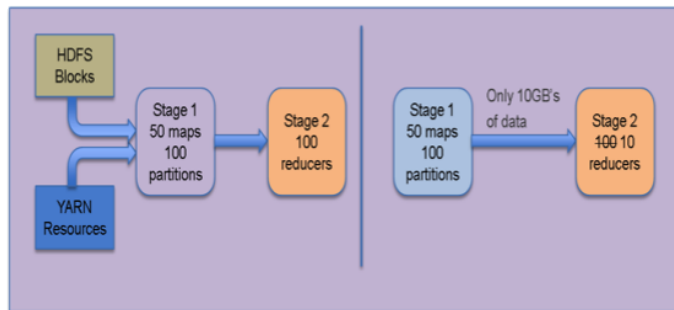 HDFS
Blocks
YARN
Resources
Stage 1
50 maps
100
partitions
Stage 2
100
reducers
Stage 1
50 maps
100
partitions
Only 10GB's
of data
Stage 2
100 10
reducers